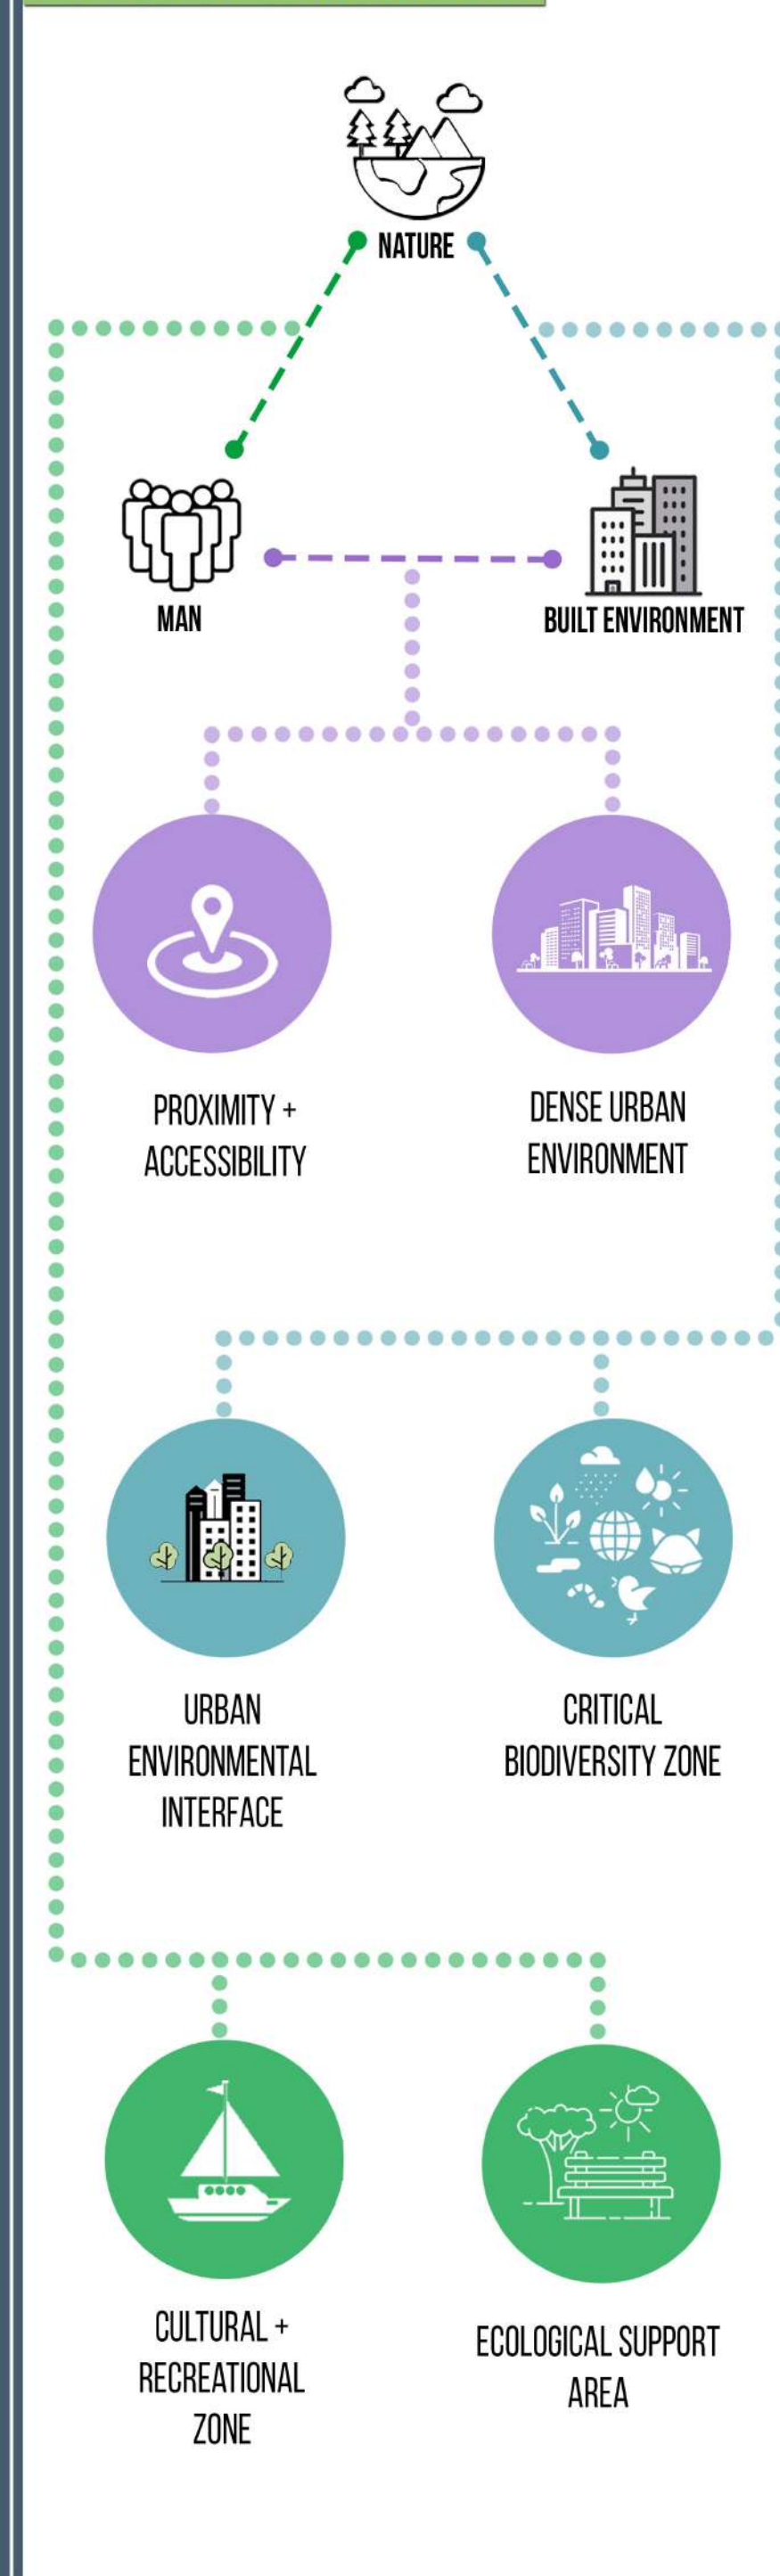 NATURE
MAN
BUILT ENVIRONMENT
PROXIMITY +
ACCESSIBILITY
DENSE URBAN
ENVIRONMENT
URBAN
ENVIRONMENTAL
INTERFACE
CRITICAL
BIODIVERSITY ZONE
CULTURAL +
RECREATIONAL
ZONE
ECOLOGICAL SUPPORT
AREA